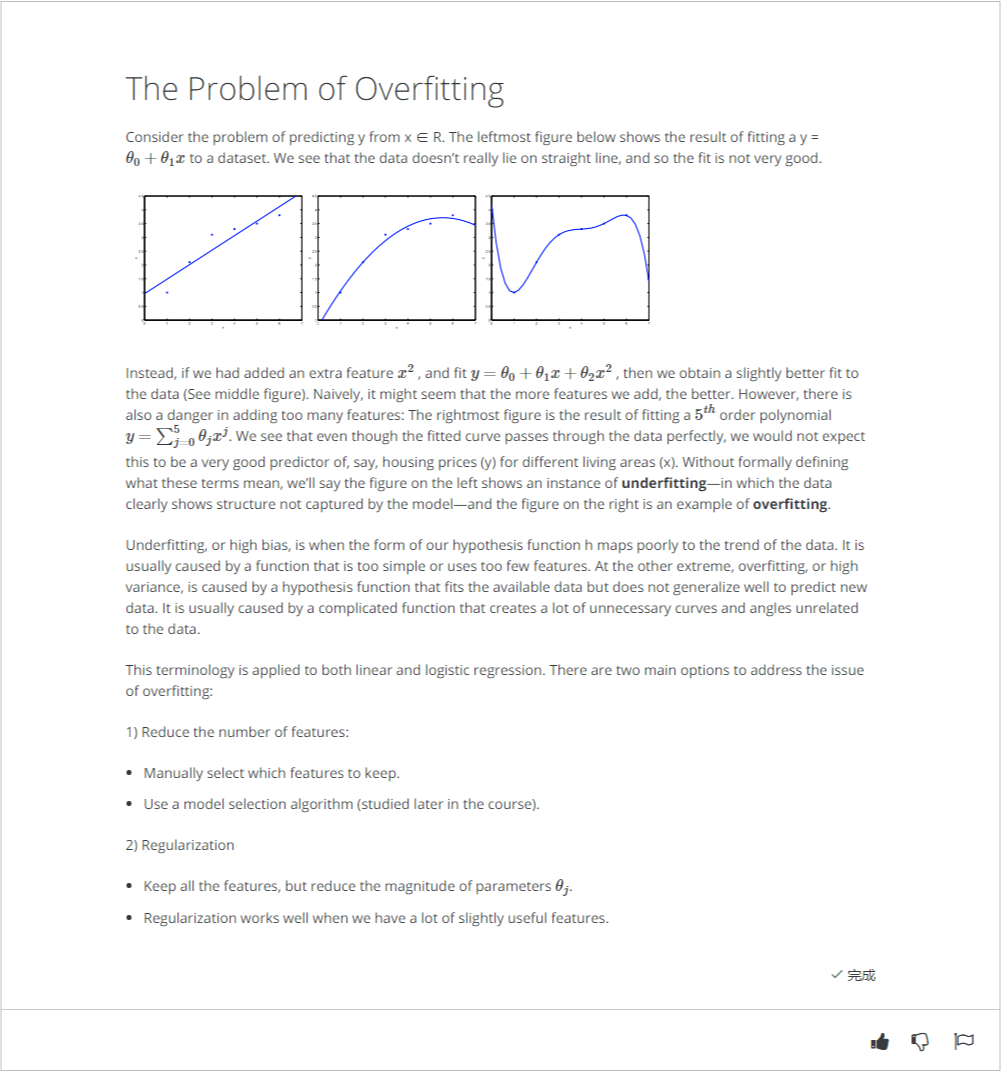 The Problem of Overfitting
Consider the problem of predicting y from x ∈ R. The leftmost figure below shows the result of fitting a y =
θ₀ + θ₁x to a dataset. We see that the data doesn't really lie on straight line, and so the fit is not very good.
Instead, if we had added an extra feature x², and fit y = θ₀ + θ₁x + θ₂x², then we obtain a slightly better fit to
the data (See middle figure). Naively, it might seem that the more features we add, the better. However, there is
also a danger in adding too many features: The rightmost figure is the result of fitting a 5ᵗʰ order polynomial
y = ∑⁵ⱼ₌₀ θⱼxʲ. We see that even though the fitted curve passes through the data perfectly, we would not expect
this to be a very good predictor of, say, housing prices (y) for different living areas (x). Without formally defining
what these terms mean, we'll say the figure on the left shows an instance of underfitting—in which the data
clearly shows structure not captured by the model—and the figure on the right is an example of overfitting.
Underfitting, or high bias, is when the form of our hypothesis function h maps poorly to the trend of the data. It is
usually caused by a function that is too simple or uses too few features. At the other extreme, overfitting, or high
variance, is caused by a hypothesis function that fits the available data but does not generalize well to predict new
data. It is usually caused by a complicated function that creates a lot of unnecessary curves and angles unrelated
to the data.
This terminology is applied to both linear and logistic regression. There are two main options to address the issue
of overfitting:
1) Reduce the number of features:
• Manually select which features to keep.
• Use a model selection algorithm (studied later in the course).
2) Regularization
• Keep all the features, but reduce the magnitude of parameters θⱼ.
• Regularization works well when we have a lot of slightly useful features.
✓ 完成